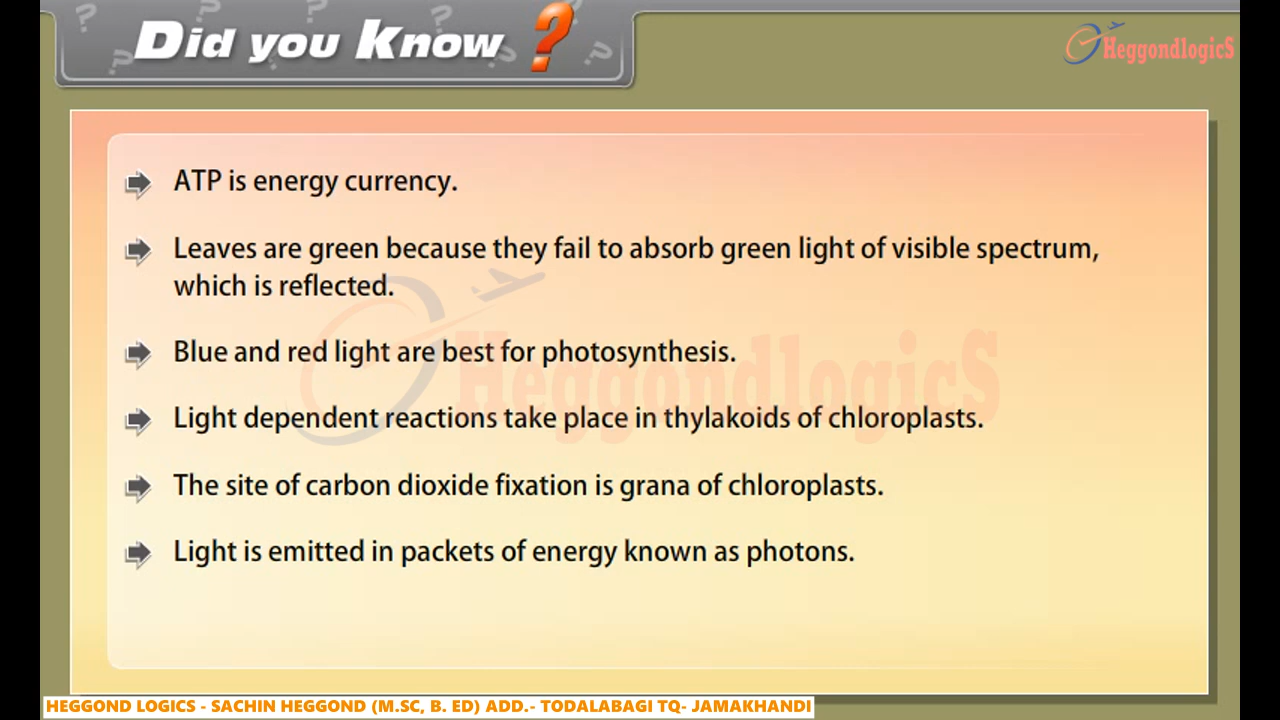 Did you Know ?
HeggondlogicS
ATP is energy currency.
Leaves are green because they fail to absorb green light of visible spectrum,
which is reflected.
Blue and red light are best for photosynthesis.
HeggondlogicS
Light dependent reactions take place in thylakoids of chloroplasts.
The site of carbon dioxide fixation is grana of chloroplasts.
Light is emitted in packets of energy known as photons.
HEGGOND LOGICS - SACHIN HEGGOND (M.SC, B. ED) ADD.- TODALABAGI TQ- JAMAKHANDI